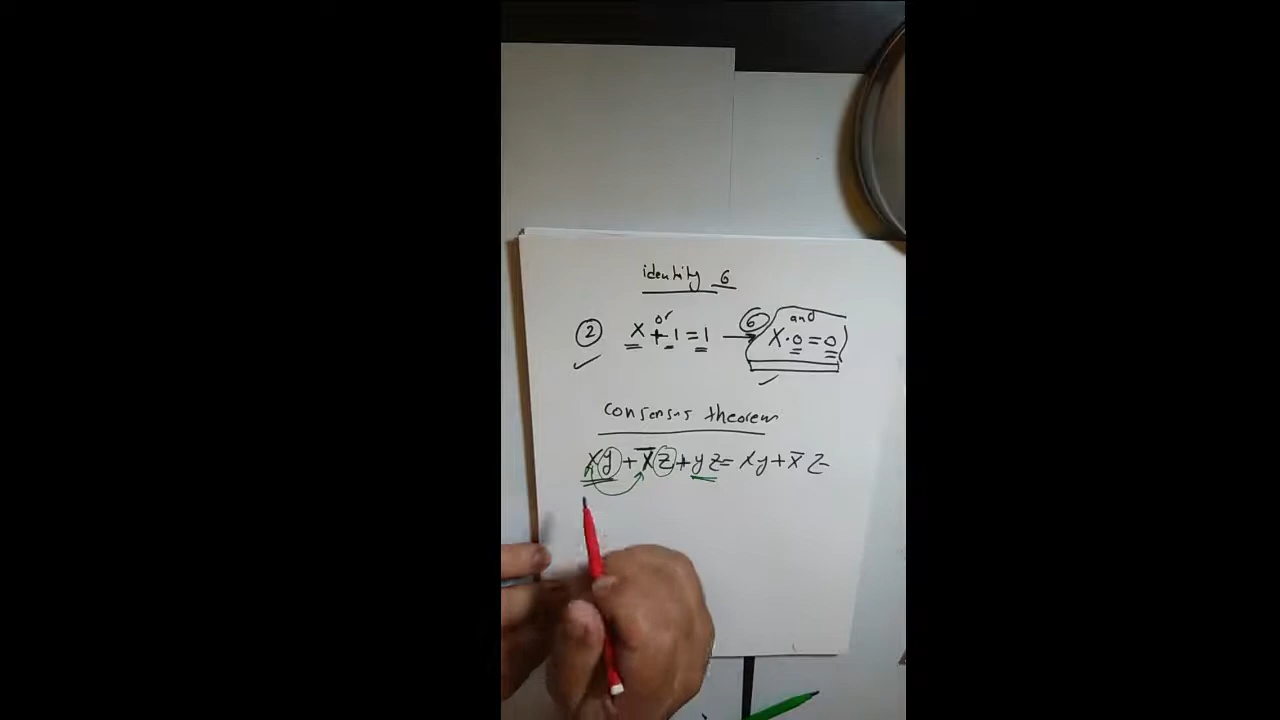 identity 6
② x + 1 = 1 → ⑥ x · 0 = 0
or and
consensus theorem
xy + x̅z + yz = xy + x̅z